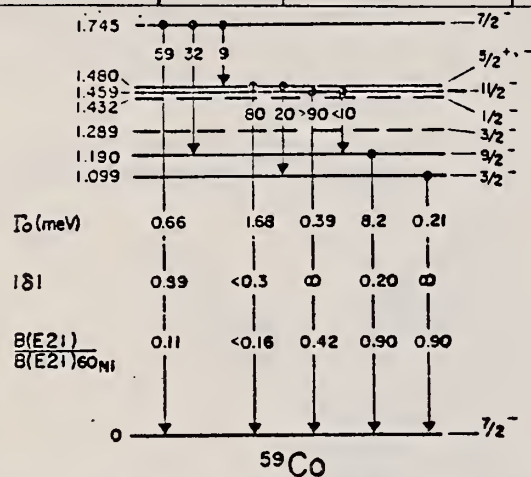 1.745 7/2⁻
59 32 9
1.480 5/2⁺, ⁻
1.459 11/2⁻
1.432 1/2⁻
80 20 >90 <10
1.289 3/2⁻
1.190 9/2⁻
1.099 3/2⁻
Γ₀ (meV) 0.66 1.68 0.39 8.2 0.21
|δ| 0.99 <0.3 ∞ 0.20 ∞
B(E2↓) / B(E2↓)60Ni 0.11 <0.16 0.42 0.90 0.90
0 7/2⁻
⁵⁹Co